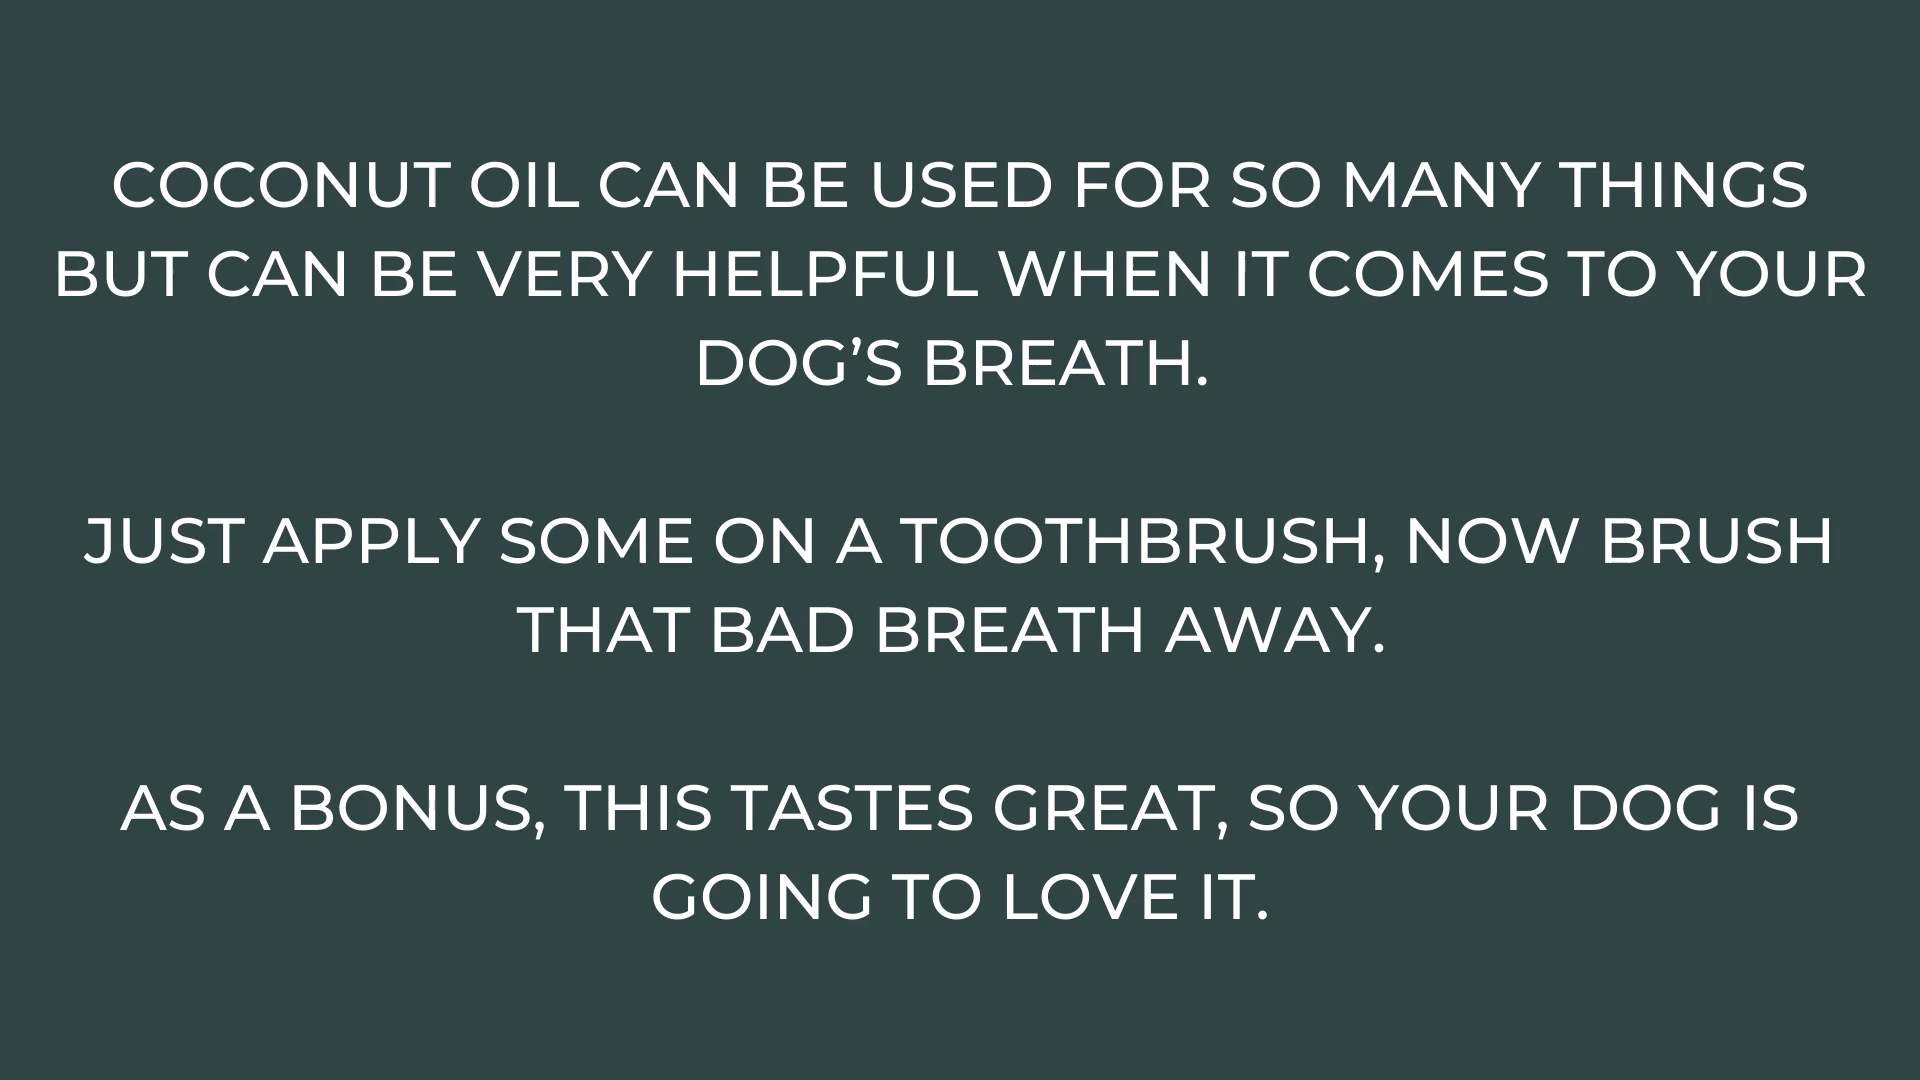 COCONUT OIL CAN BE USED FOR SO MANY THINGS
BUT CAN BE VERY HELPFUL WHEN IT COMES TO YOUR
DOG’S BREATH.
JUST APPLY SOME ON A TOOTHBRUSH, NOW BRUSH
THAT BAD BREATH AWAY.
AS A BONUS, THIS TASTES GREAT, SO YOUR DOG IS
GOING TO LOVE IT.